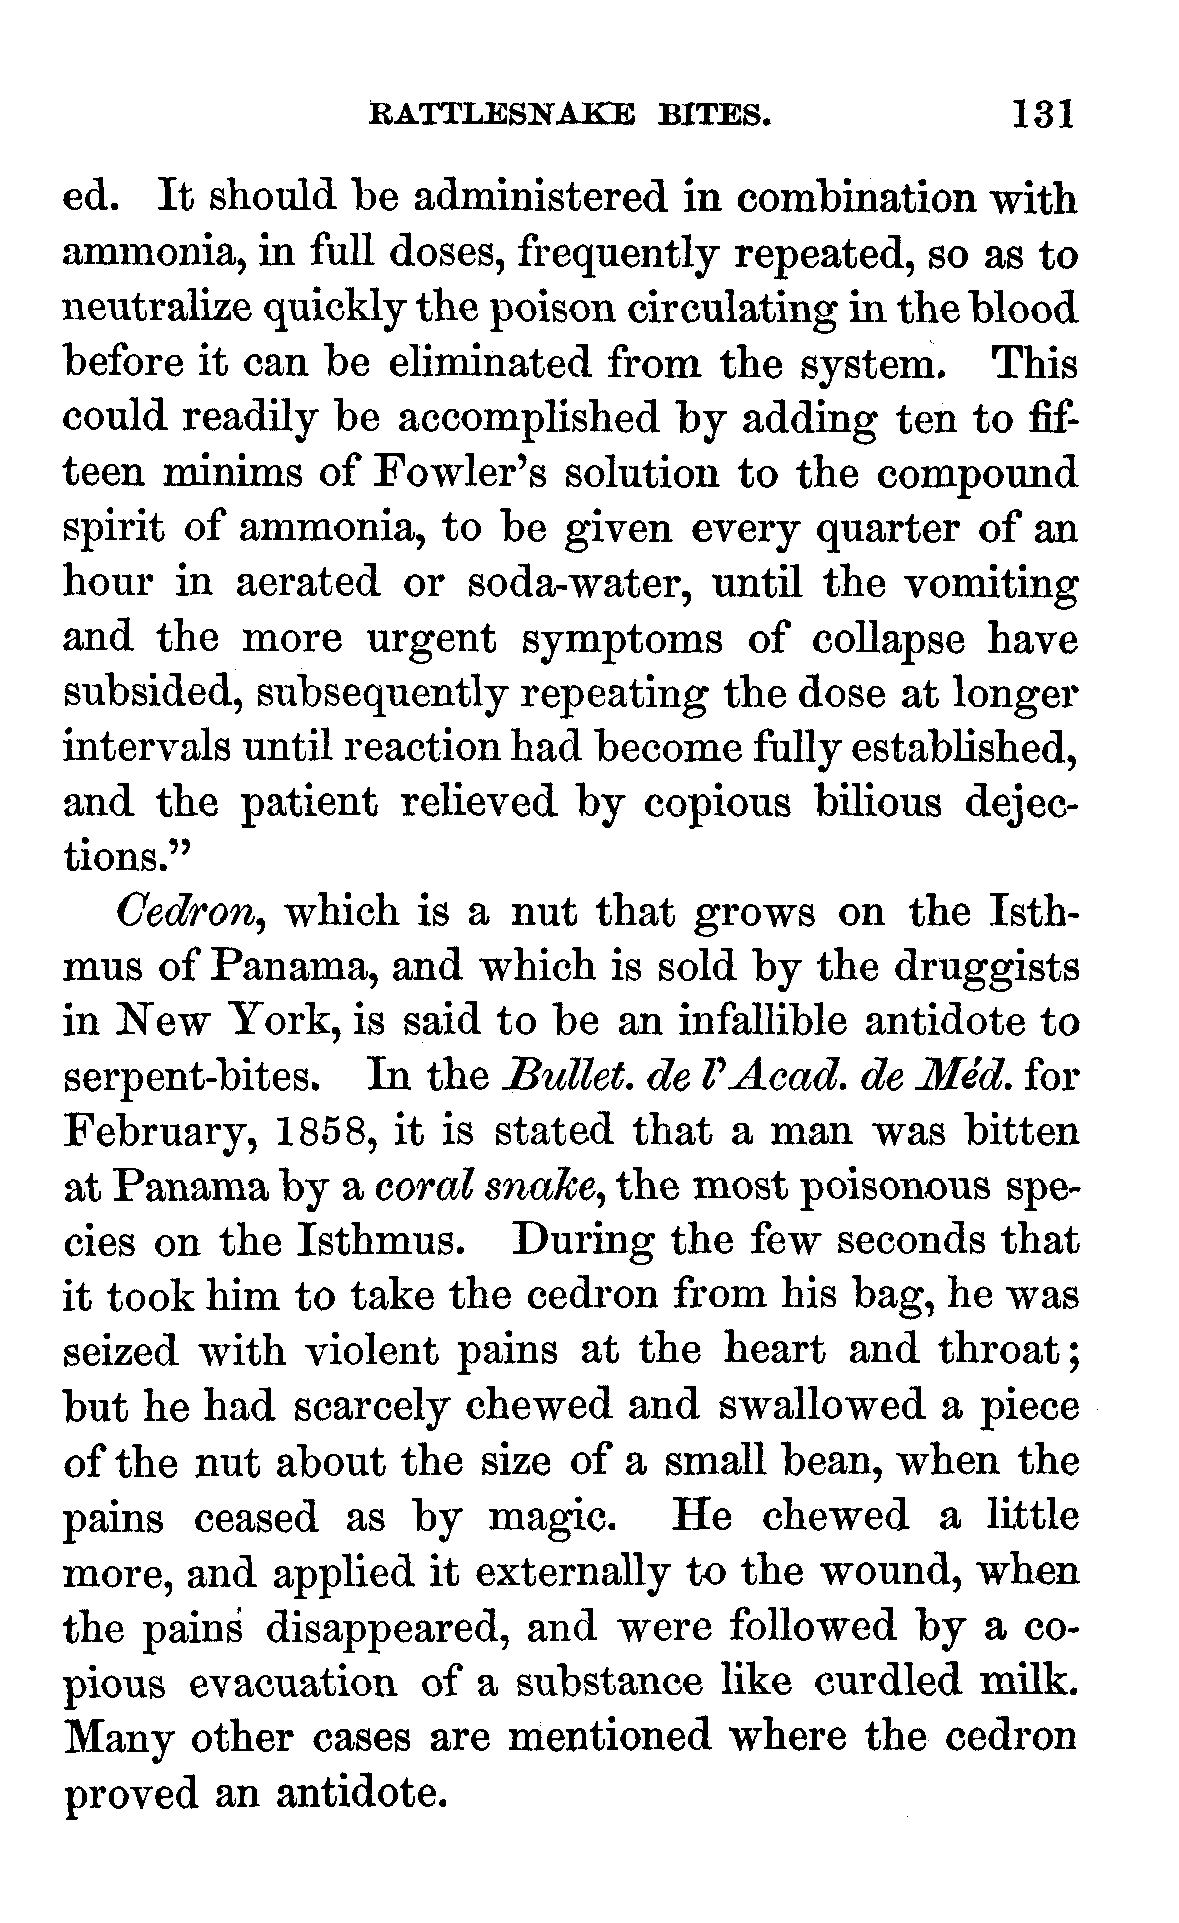 RATTLESNAKE BITES. 131
ed. It should be administered in combination with
ammonia, in full doses, frequently repeated, so as to
neutralize quickly the poison circulating in the blood
before it can be eliminated from the system. This
could readily be accomplished by adding ten to fif-
teen minims of Fowler's solution to the compound
spirit of ammonia, to be given every quarter of an
hour in aerated or soda-water, until the vomiting
and the more urgent symptoms of collapse have
subsided, subsequently repeating the dose at longer
intervals until reaction had become fully established,
and the patient relieved by copious bilious dejec-
tions."
Cedron, which is a nut that grows on the Isth-
mus of Panama, and which is sold by the druggists
in New York, is said to be an infallible antidote to
serpent-bites. In the Bullet. de l'Acad. de Méd. for
February, 1858, it is stated that a man was bitten
at Panama by a coral snake, the most poisonous spe-
cies on the Isthmus. During the few seconds that
it took him to take the cedron from his bag, he was
seized with violent pains at the heart and throat;
but he had scarcely chewed and swallowed a piece
of the nut about the size of a small bean, when the
pains ceased as by magic. He chewed a little
more, and applied it externally to the wound, when
the pains disappeared, and were followed by a co-
pious evacuation of a substance like curdled milk.
Many other cases are mentioned where the cedron
proved an antidote.